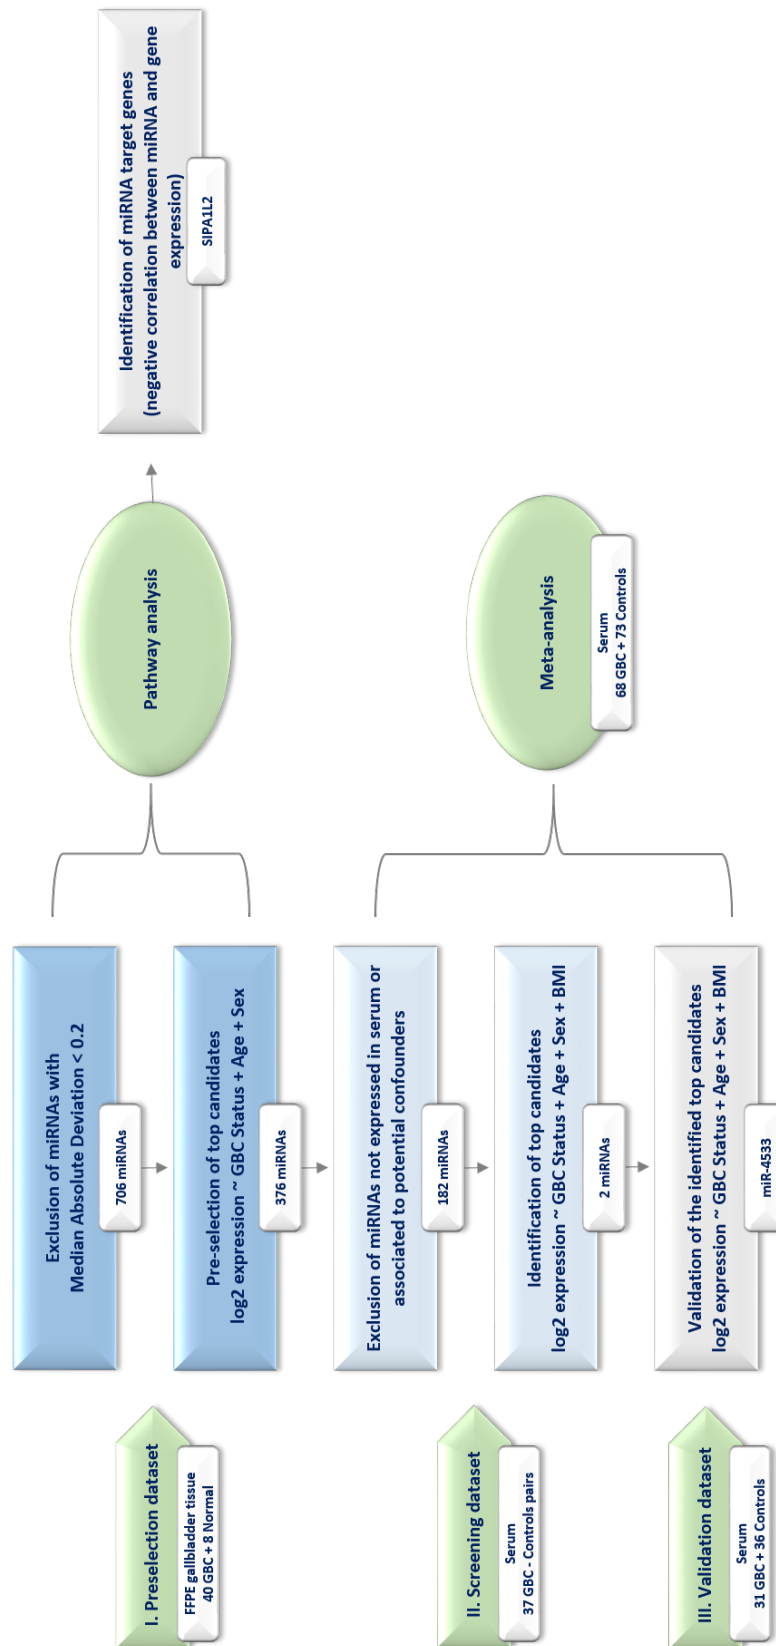 I. Preselection dataset
FFPE gallbladder tissue
40 GBC + 8 Normal
Exclusion of miRNAs with
Median Absolute Deviation < 0.2
706 miRNAs
Pre-selection of top candidates
log2 expression ~ GBC Status + Age + Sex
376 miRNAs
Pathway analysis
Identification of miRNA target genes
(negative correlation between miRNA and gene
expression)
SIPA1L2
II. Screening dataset
Serum
37 GBC - Controls pairs
Exclusion of miRNAs not expressed in serum or
associated to potential confounders
182 miRNAs
Identification of top candidates
log2 expression ~ GBC Status + Age + Sex + BMI
2 miRNAs
III. Validation dataset
Serum
31 GBC + 36 Controls
Validation of the identified top candidates
log2 expression ~ GBC Status + Age + Sex + BMI
miR-4533
Meta-analysis
Serum
68 GBC + 73 Controls